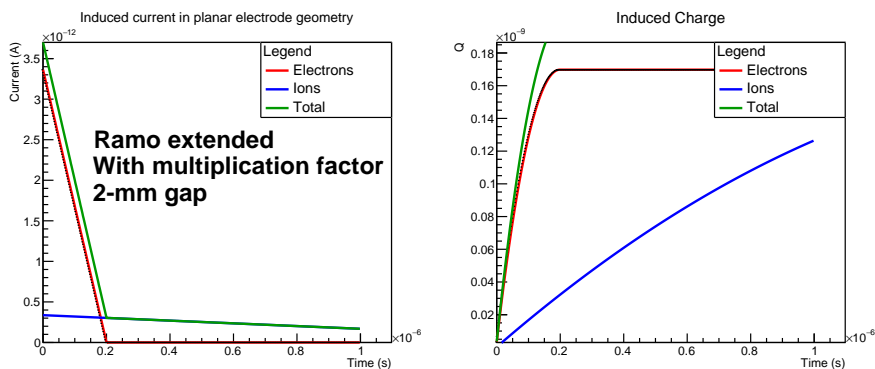 Induced current in planar electrode geometry
×10⁻¹²
Current (A)
3.5
3
2.5
2
1.5
1
0.5
0
0 0.2 0.4 0.6 0.8 1
×10⁻⁶
Time (s)
Legend
Electrons
Ions
Total
Ramo extended
With multiplication factor
2-mm gap
Induced Charge
×10⁻⁹
Q
0.18
0.16
0.14
0.12
0.1
0.08
0.06
0.04
0.02
0 0.2 0.4 0.6 0.8 1
×10⁻⁶
Time (s)
Legend
Electrons
Ions
Total